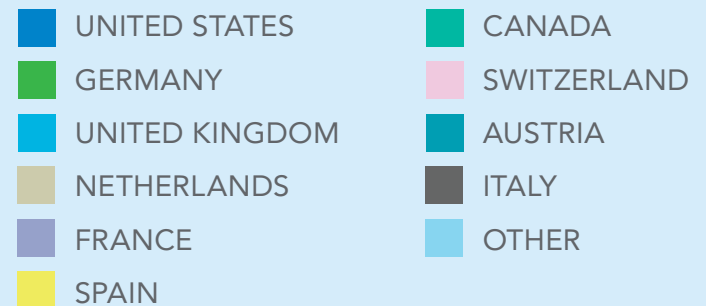 UNITED STATES
GERMANY
UNITED KINGDOM
NETHERLANDS
FRANCE
SPAIN
CANADA
SWITZERLAND
AUSTRIA
ITALY
OTHER